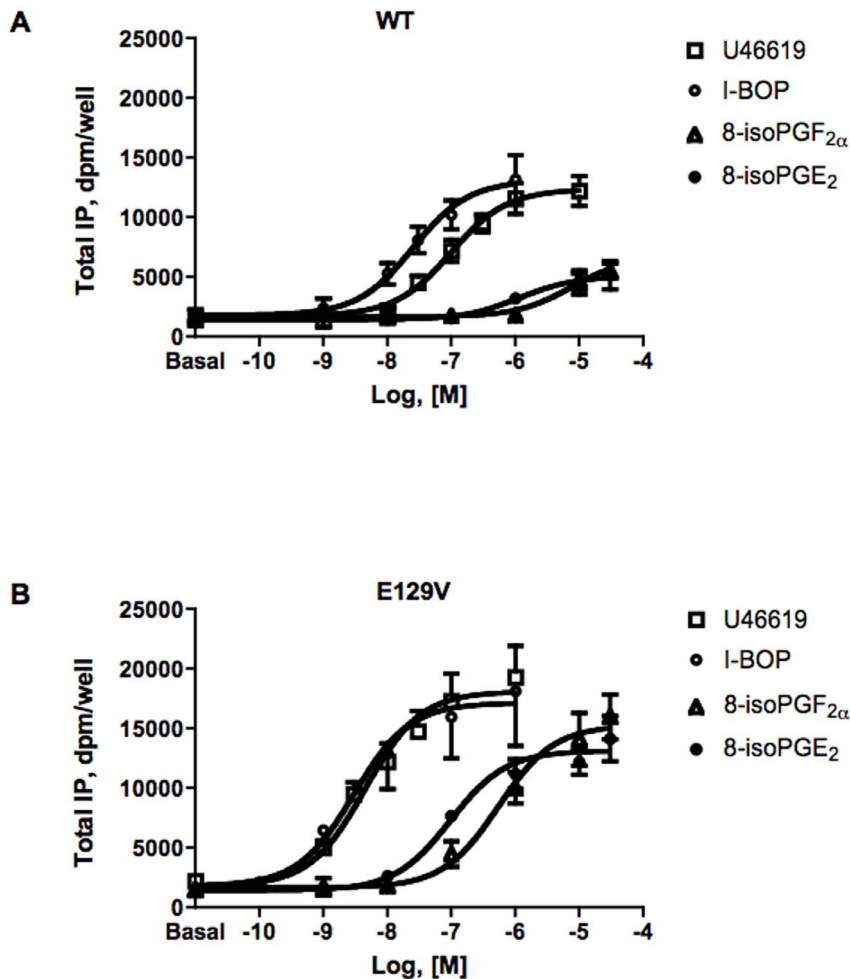 A
WT
25000
20000
15000
10000
5000
0
Total IP, dpm/well
Basal -10 -9 -8 -7 -6 -5 -4
Log, [M]
U46619
I-BOP
8-isoPGF2α
8-isoPGE2
B
E129V
25000
20000
15000
10000
5000
0
Total IP, dpm/well
Basal -10 -9 -8 -7 -6 -5 -4
Log, [M]
U46619
I-BOP
8-isoPGF2α
8-isoPGE2